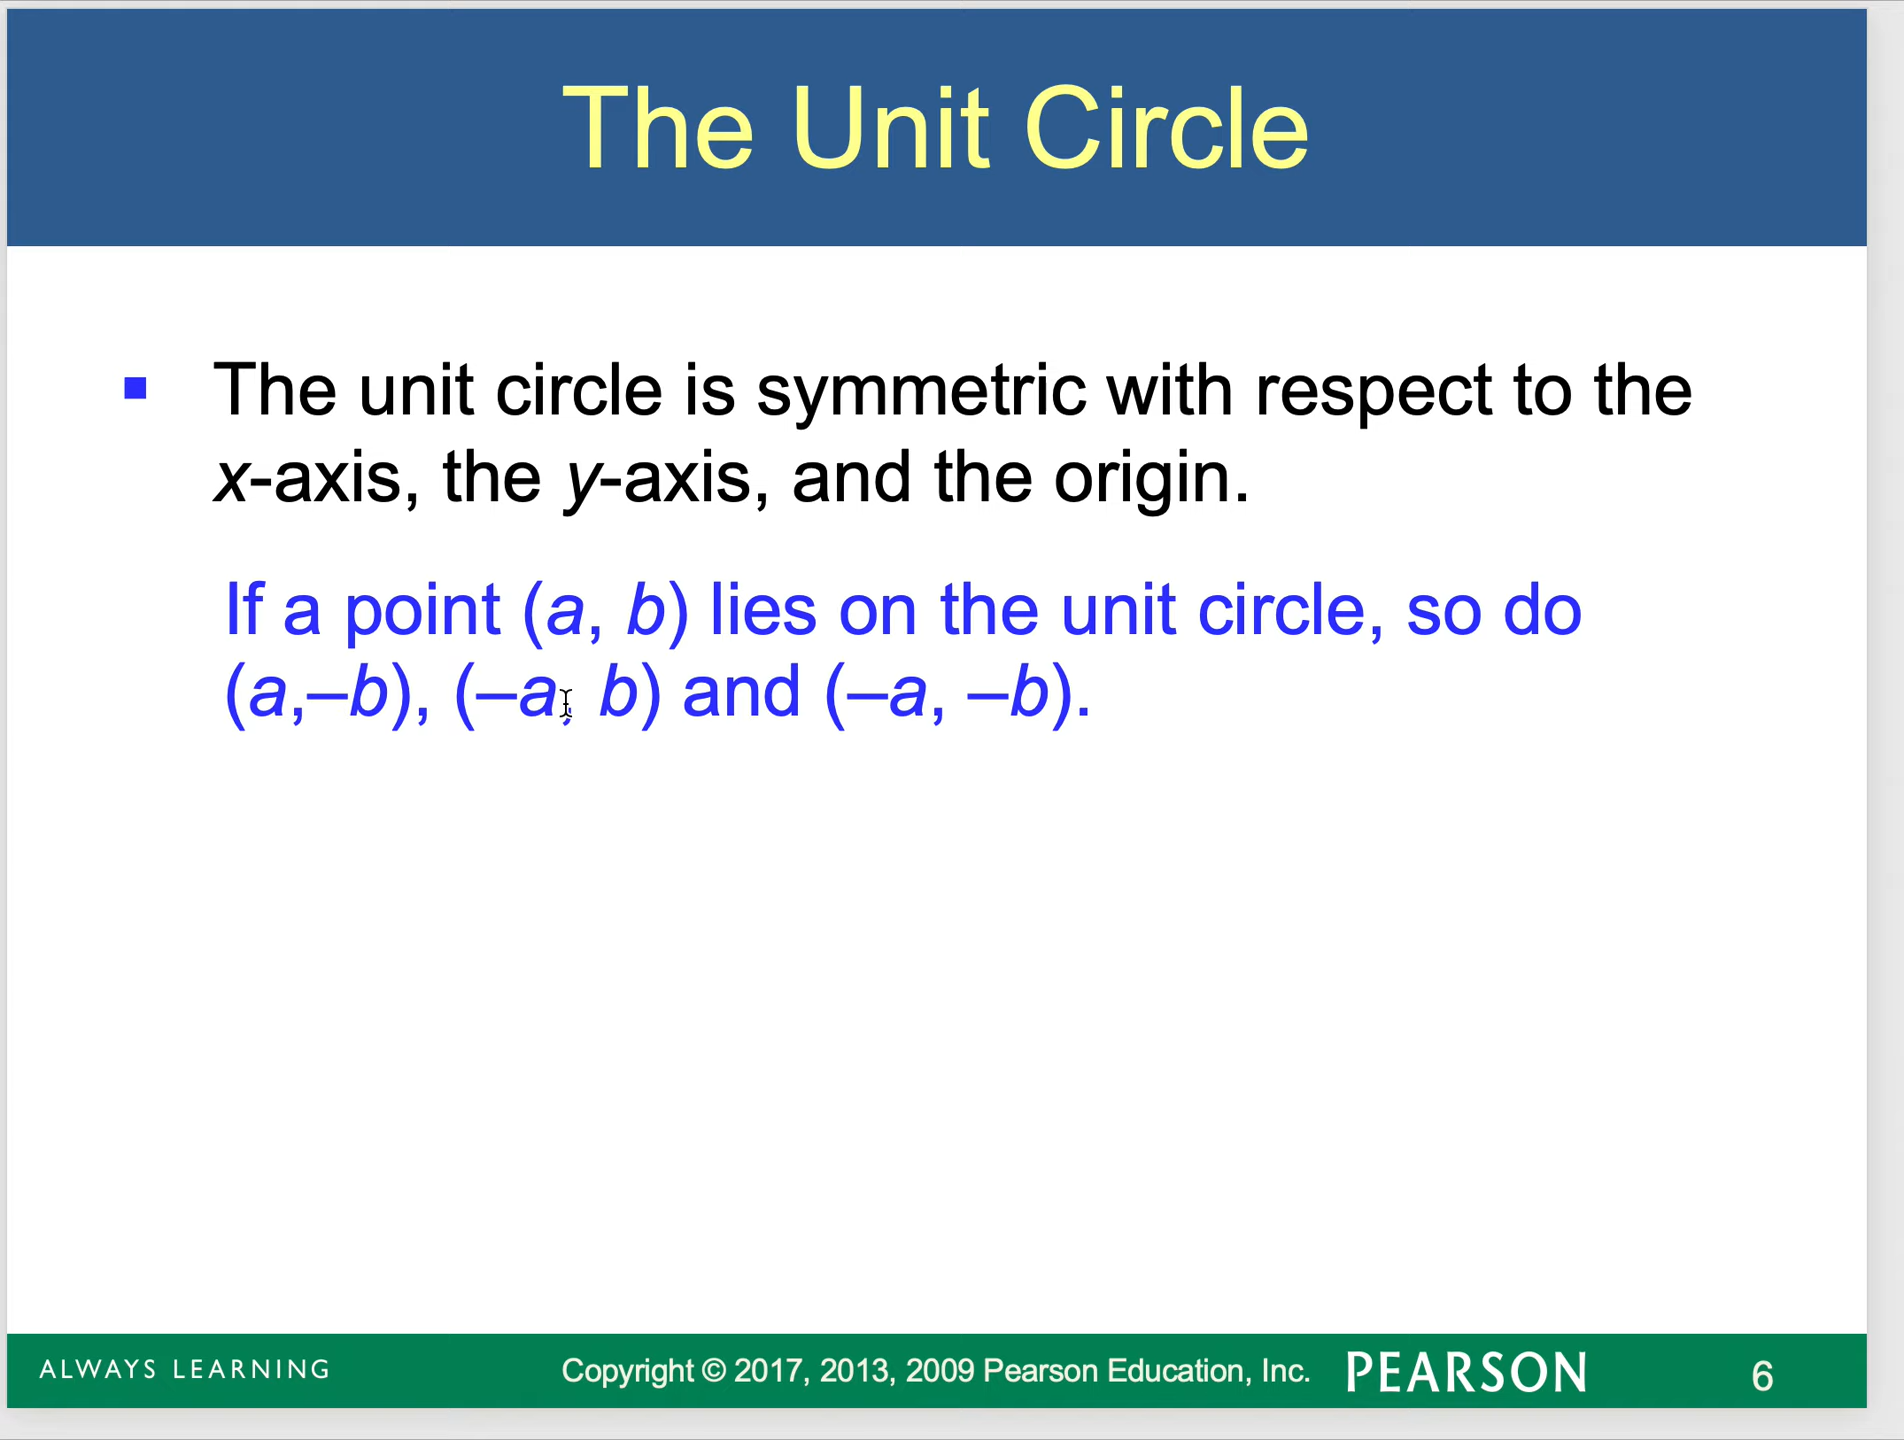 The Unit Circle
▪ The unit circle is symmetric with respect to the
x-axis, the y-axis, and the origin.
If a point (a, b) lies on the unit circle, so do
(a,–b), (–a, b) and (–a, –b).
ALWAYS LEARNING Copyright © 2017, 2013, 2009 Pearson Education, Inc. PEARSON 6